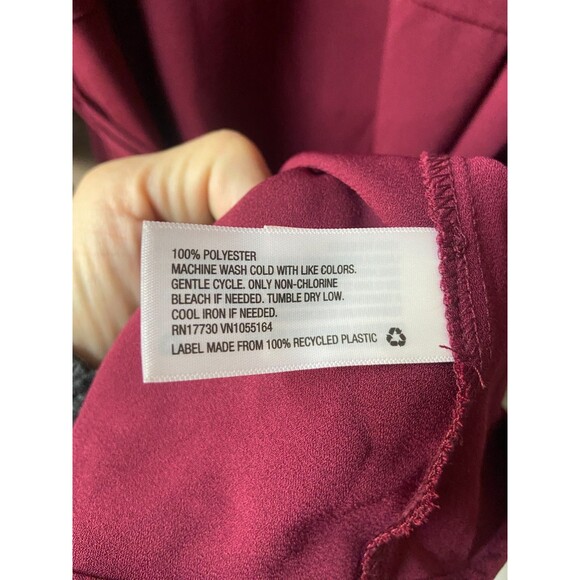 100% POLYESTER
MACHINE WASH COLD WITH LIKE COLORS.
GENTLE CYCLE. ONLY NON-CHLORINE
BLEACH IF NEEDED. TUMBLE DRY LOW.
COOL IRON IF NEEDED.
RN17730 VN1055164
LABEL MADE FROM 100% RECYCLED PLASTIC